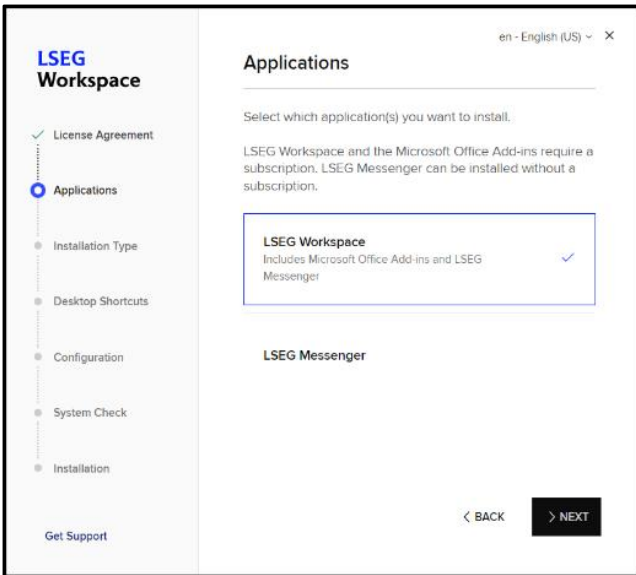 LSEG
Workspace
License Agreement
Applications
Installation Type
Desktop Shortcuts
Configuration
System Check
Installation
Get Support
en - English (US)
Applications
Select which application(s) you want to install.
LSEG Workspace and the Microsoft Office Add-ins require a
subscription. LSEG Messenger can be installed without a
subscription.
LSEG Workspace
Includes Microsoft Office Add-ins and LSEG
Messenger
LSEG Messenger
BACK
NEXT